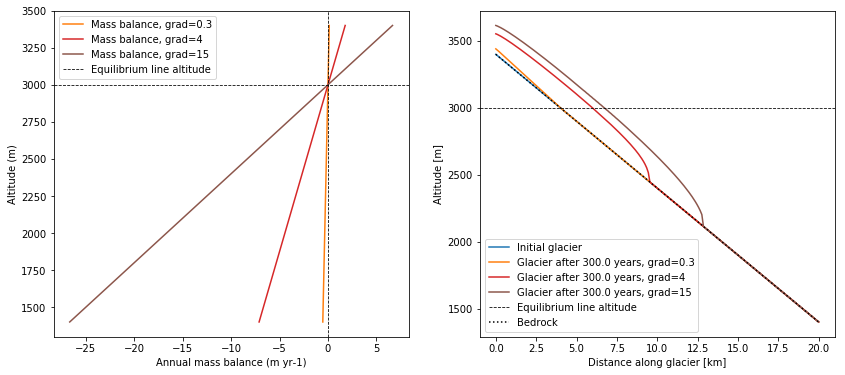 3500
3250
3000
2750
2500
2250
2000
1750
1500
Altitude (m)
Mass balance, grad=0.3
Mass balance, grad=4
Mass balance, grad=15
Equilibrium line altitude
−25
−20
−15
−10
−5
0
5
Annual mass balance (m yr-1)
3500
3000
2500
2000
1500
Altitude [m]
Initial glacier
Glacier after 300.0 years, grad=0.3
Glacier after 300.0 years, grad=4
Glacier after 300.0 years, grad=15
Equilibrium line altitude
Bedrock
0.0
2.5
5.0
7.5
10.0
12.5
15.0
17.5
20.0
Distance along glacier [km]